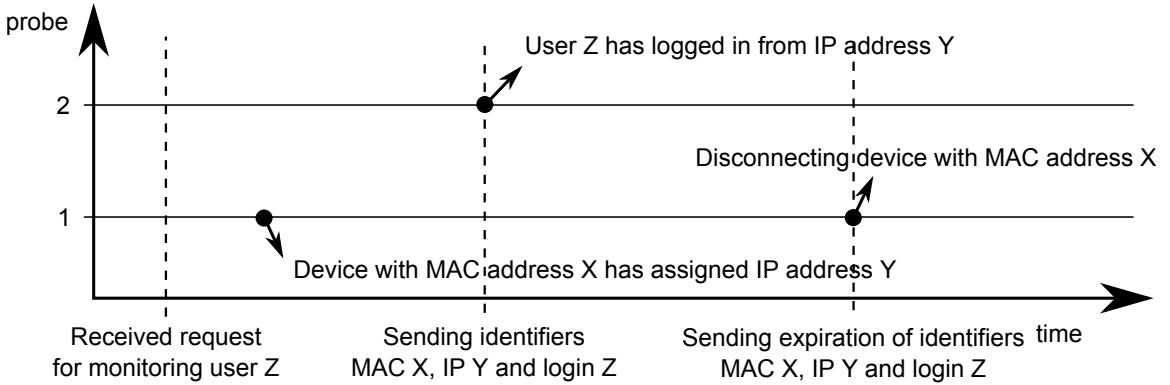 probe
User Z has logged in from IP address Y
2
Disconnecting device with MAC address X
1
Device with MAC address X has assigned IP address Y
Received request
for monitoring user Z
Sending identifiers
MAC X, IP Y and login Z
Sending expiration of identifiers
MAC X, IP Y and login Z
time